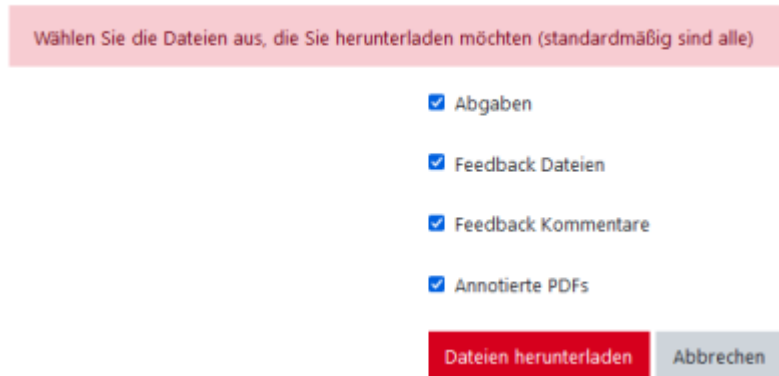 Wählen Sie die Dateien aus, die Sie herunterladen möchten (standardmäßig sind alle)
Abgaben
Feedback Dateien
Feedback Kommentare
Annotierte PDFs
Dateien herunterladen Abbrechen